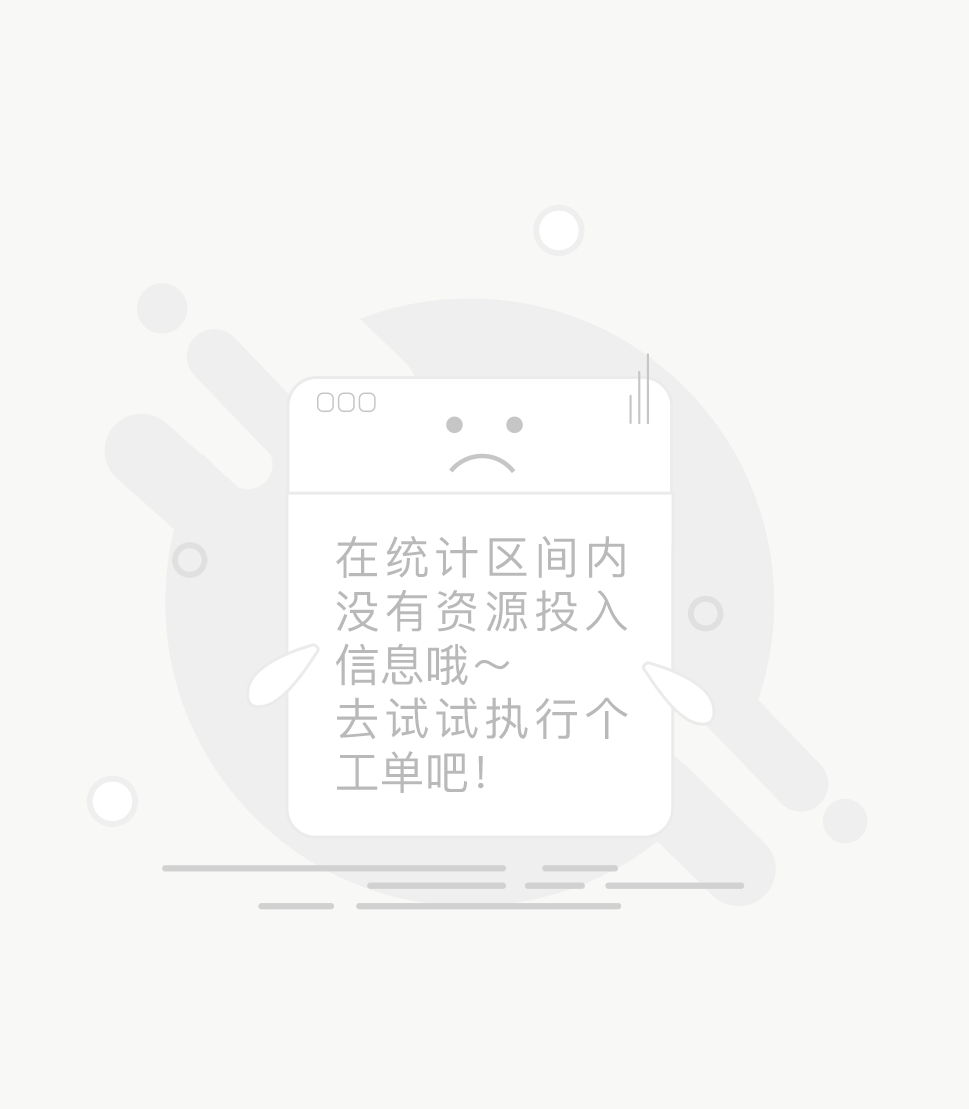 在统计区间内
没有资源投入
信息哦～
去试试执行个
工单吧！